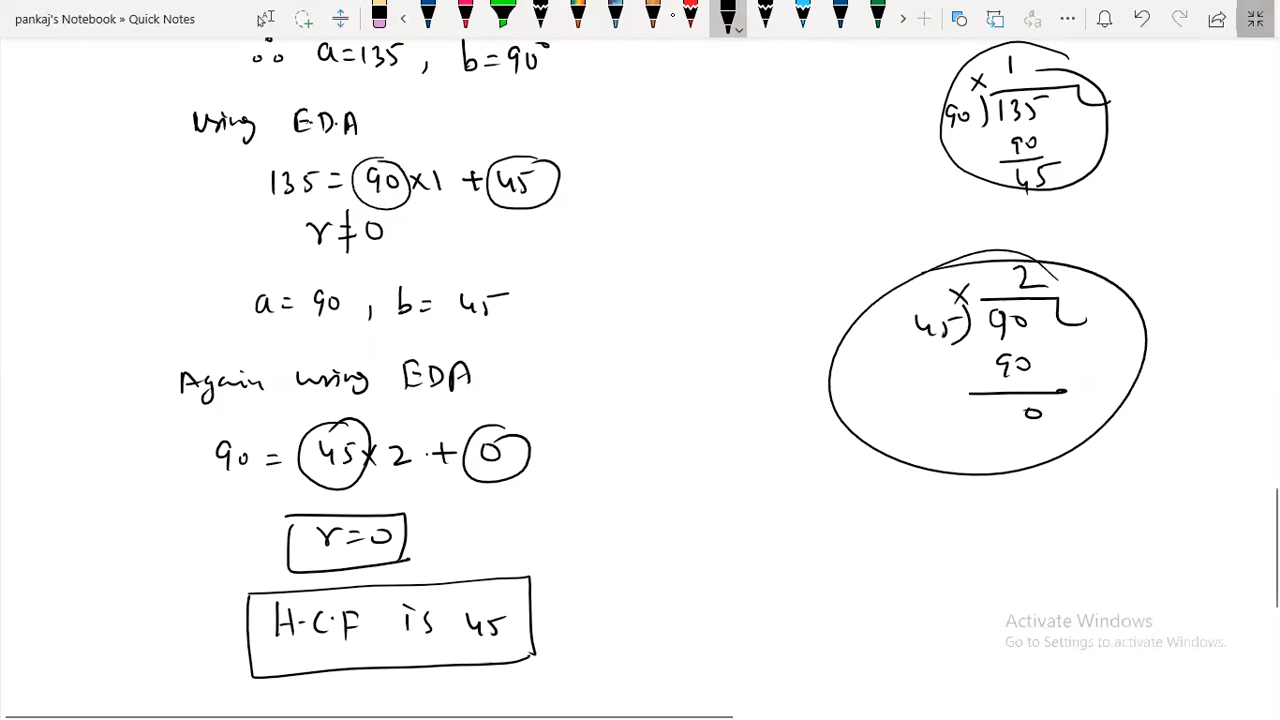 pankaj's Notebook » Quick Notes
∴ a=135, b=90
Using E.D.A
135 = 90 × 1 + 45
r ≠ 0
a = 90, b = 45
Again using EDA
90 = 45 × 2 + 0
r = 0
H.C.F is 45
1
×
90) 135
90
45
2
×
45) 90
90
0
Activate Windows
Go to Settings to activate Windows.